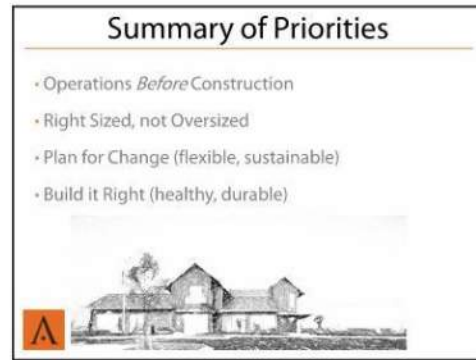 Summary of Priorities
• Operations Before Construction
• Right Sized, not Oversized
• Plan for Change (flexible, sustainable)
• Build it Right (healthy, durable)